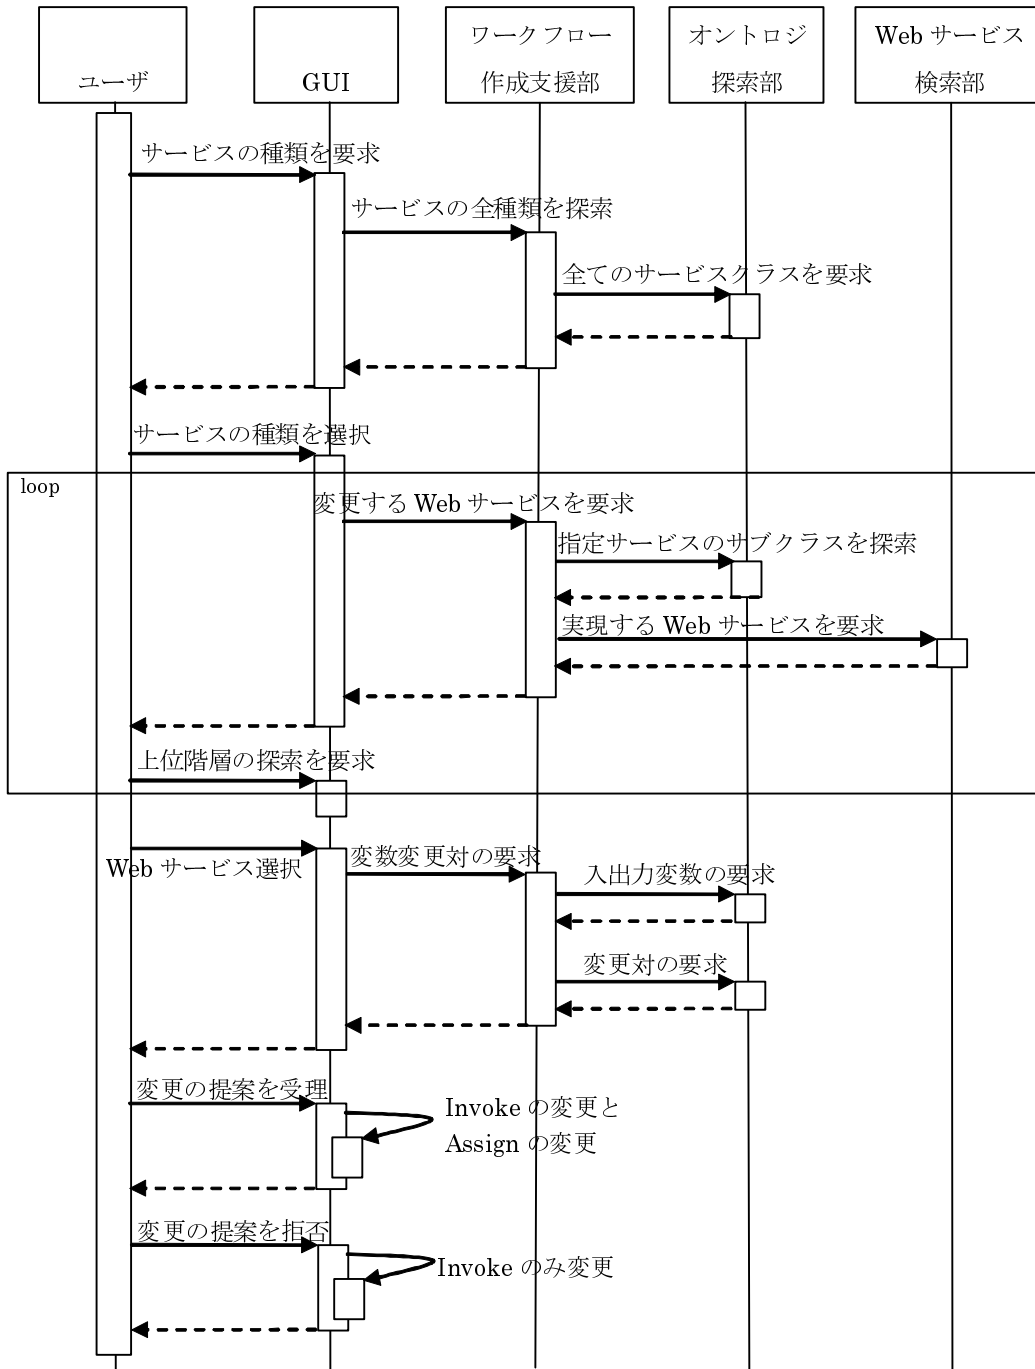 ユーザ
GUI
ワークフロー
作成支援部
オントロジ
探索部
Web サービス
検索部
サービスの種類を要求
サービスの全種類を探索
全てのサービスクラスを要求
サービスの種類を選択
loop
変更する Web サービスを要求
指定サービスのサブクラスを探索
実現する Web サービスを要求
上位階層の探索を要求
Web サービス選択
変数変更対の要求
入出力変数の要求
変更対の要求
変更の提案を受理
Invoke の変更と
Assign の変更
変更の提案を拒否
Invoke のみ変更